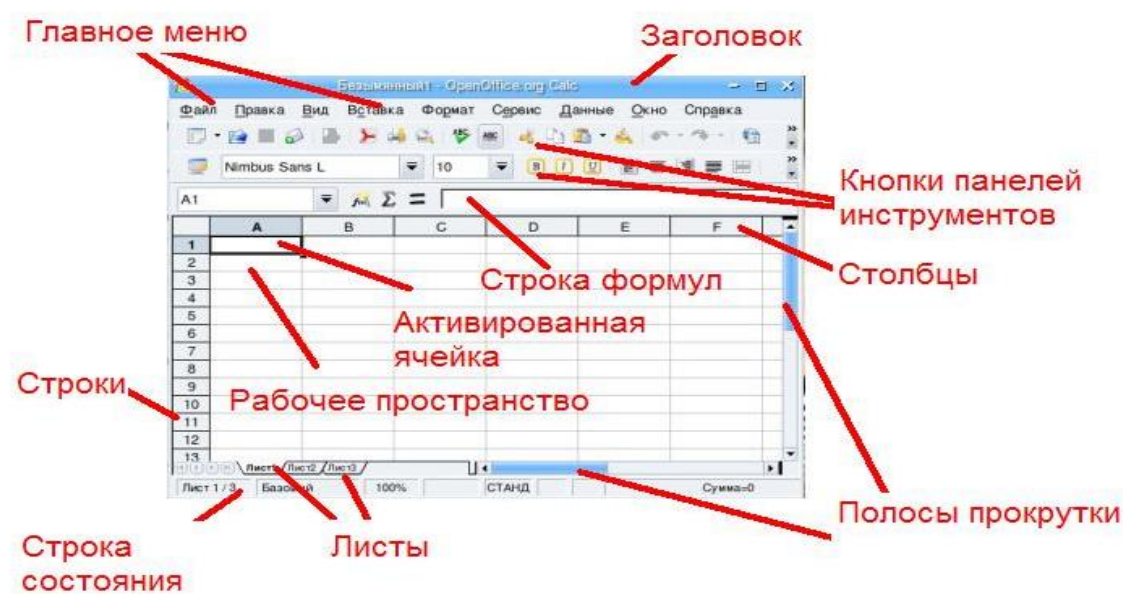 Главное меню
Заголовок
Безымянный1 - OpenOffice.org Calc
Файл Правка Вид Вставка Формат Сервис Данные Окно Справка
Nimbus Sans L 10
Кнопки панелей
инструментов
A1
A B C D E F
Столбцы
1
2
3
Строка формул
4
5
Активированная
6
7
ячейка
8
9
Строки
Рабочее пространство
10
11
12
13
Лист1 Лист2 Лист3
Лист 1 / 3 Базовый 100% СТАНД Сумма=0
Полосы прокрутки
Строка
состояния
Листы